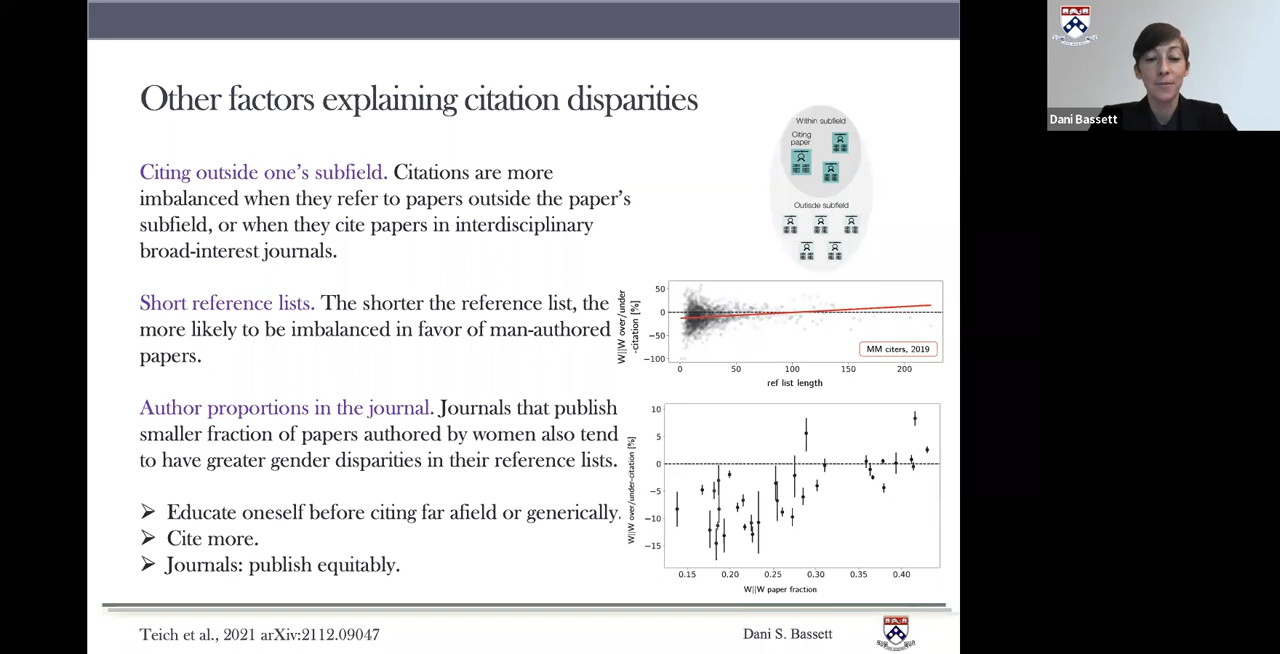 Other factors explaining citation disparities
Citing outside one's subfield. Citations are more
imbalanced when they refer to papers outside the paper's
subfield, or when they cite papers in interdisciplinary
broad-interest journals.
Short reference lists. The shorter the reference list, the
more likely to be imbalanced in favor of man-authored
papers.
Author proportions in the journal. Journals that publish
smaller fraction of papers authored by women also tend
to have greater gender disparities in their reference lists.
➢ Educate oneself before citing far afield or generically.
➢ Cite more.
➢ Journals: publish equitably.
Within subfield
Citing
paper
Outisde subfield
W||W over/under
-citation [%]
50
0
−50
−100
MM citers, 2019
0 50 100 150 200
ref list length
W||W over/under-citation [%]
10
5
0
−5
−10
−15
0.15 0.20 0.25 0.30 0.35 0.40
W||W paper fraction
Teich et al., 2021 arXiv:2112.09047
Dani S. Bassett
Dani Bassett